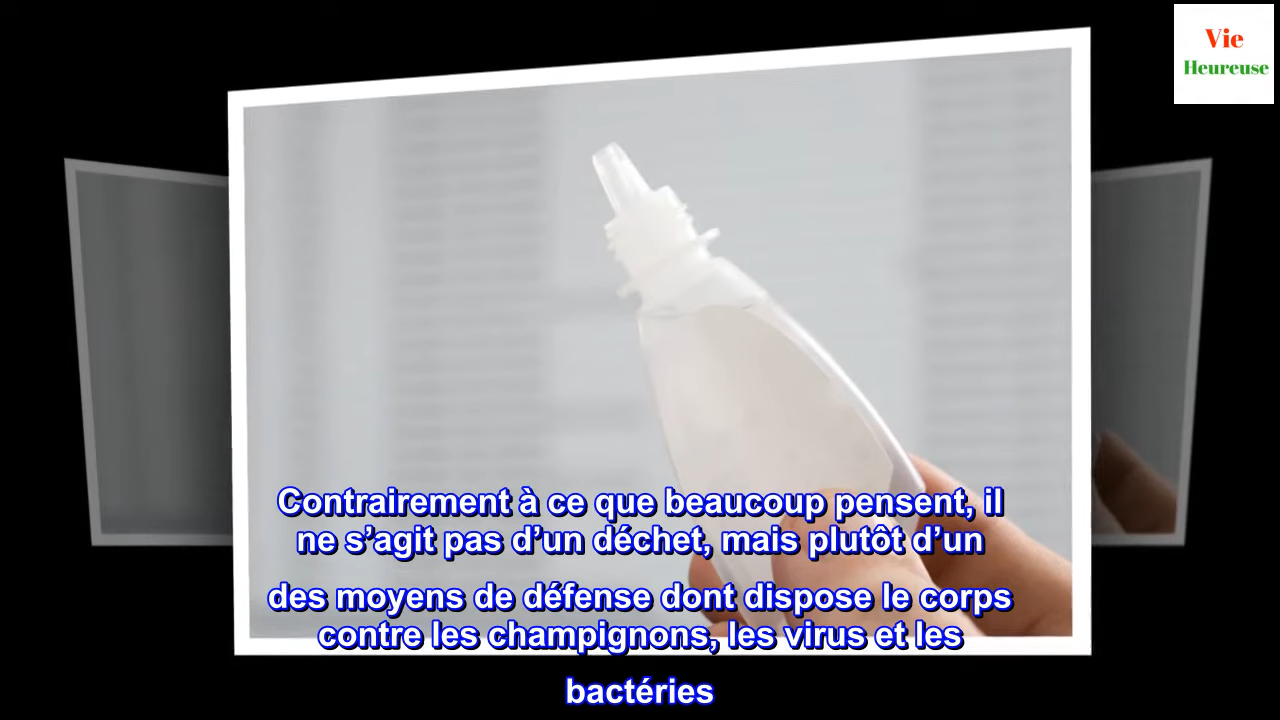 Vie
Heureuse
Contrairement à ce que beaucoup pensent, il
ne s’agit pas d’un déchet, mais plutôt d’un
des moyens de défense dont dispose le corps
contre les champignons, les virus et les
bactéries